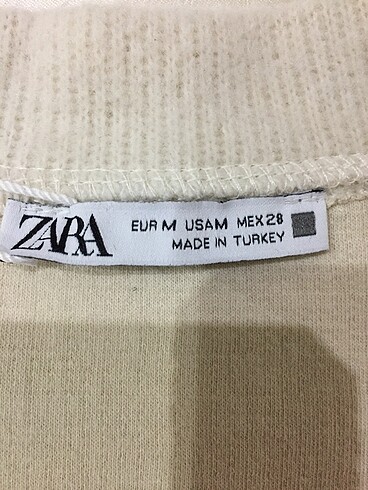 ZARA
EUR M USA M MEX 28
MADE IN TURKEY